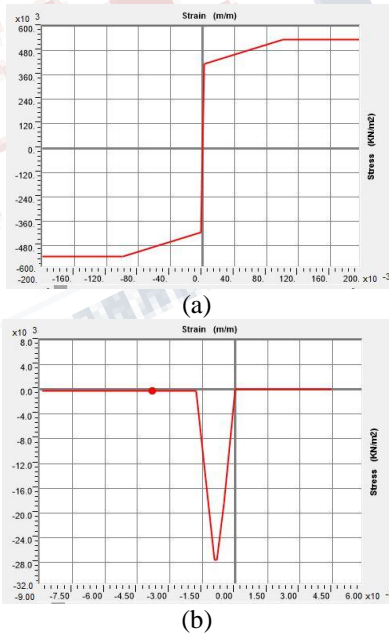 Strain (m/m)
x10 3
600.
480.
360.
240.
120.
0
-120.
-240.
-360.
-480.
-600.
-200. -160. -120. -80. -40. 0. 40. 80. 120. 160. 200. x10 -3
Stress (KN/m2)
(a)
Strain (m/m)
x10 3
8.0
4.0
0.0
-4.0
-8.0
-12.0
-16.0
-20.0
-24.0
-28.0
-32.0
-9.00 -7.50 -6.00 -4.50 -3.00 -1.50 0.00 1.50 3.00 4.50 6.00 x10 -
Stress (KN/m2)
(b)